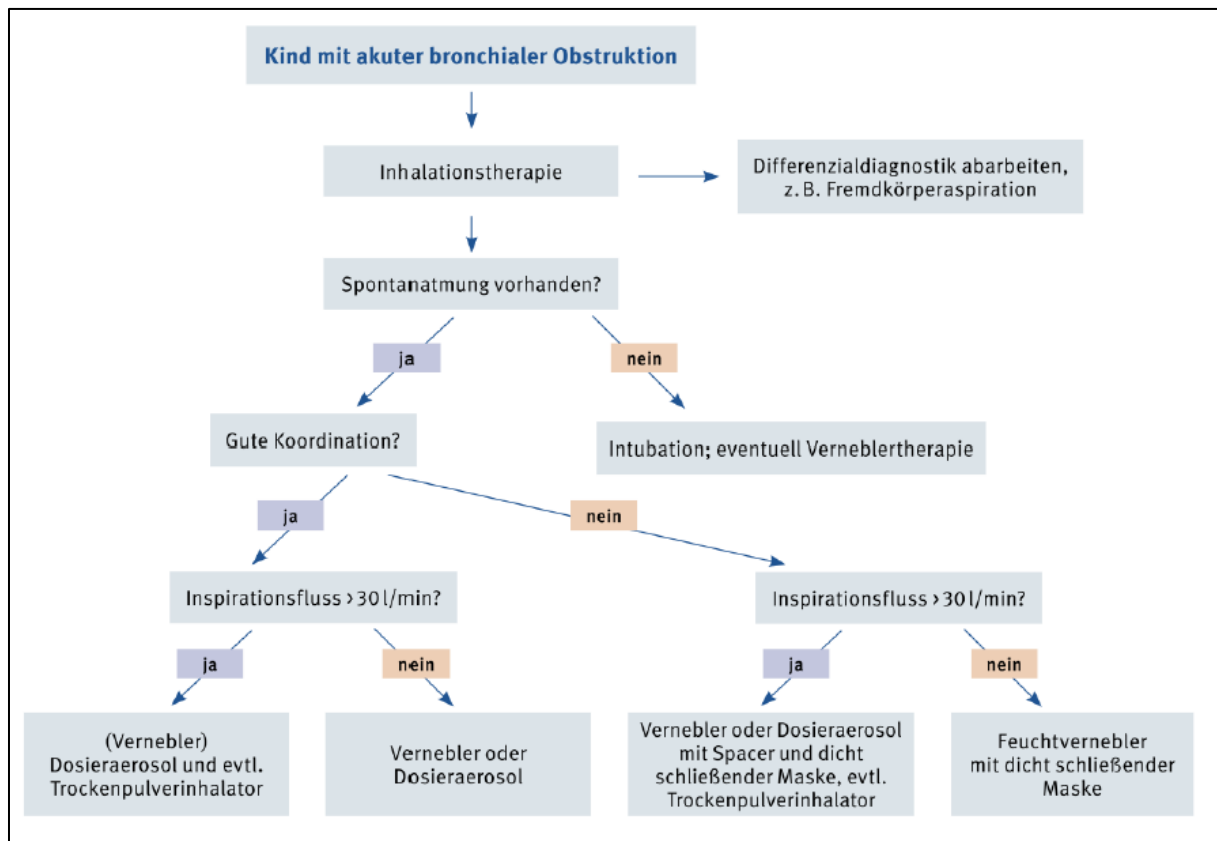 Kind mit akuter bronchialer Obstruktion
Inhalationstherapie
Differenzialdiagnostik abarbeiten,
z. B. Fremdkörperaspiration
Spontanatmung vorhanden?
ja
nein
Gute Koordination?
Intubation; eventuell Verneblertherapie
ja
nein
Inspirationsfluss > 30 l/min?
Inspirationsfluss > 30 l/min?
ja
nein
ja
nein
(Vernebler)
Dosieraerosol und evtl.
Trockenpulverinhalator
Vernebler oder
Dosieraerosol
Vernebler oder Dosieraerosol
mit Spacer und dicht
schließender Maske, evtl.
Trockenpulverinhalator
Feuchtvernebler
mit dicht schließender
Maske